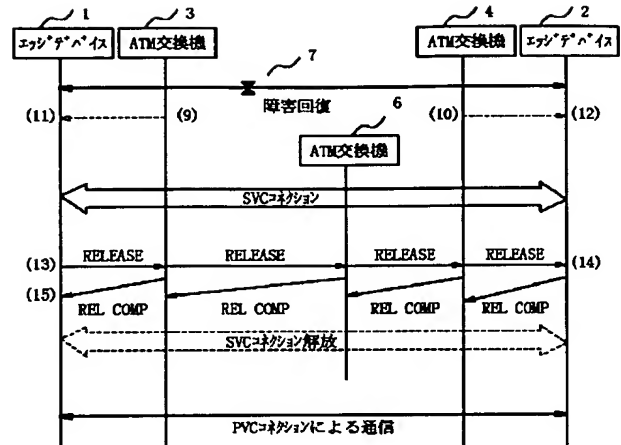 1 3 4 2
エッジデバイス ATM交換機 ATM交換機 エッジデバイス
7
障害回復
(11) (9) (10) (12)
6
ATM交換機
SVCコネクション
(13) RELEASE RELEASE RELEASE RELEASE (14)
(15) REL COMP REL COMP REL COMP REL COMP
SVCコネクション解放
PVCコネクションによる通信